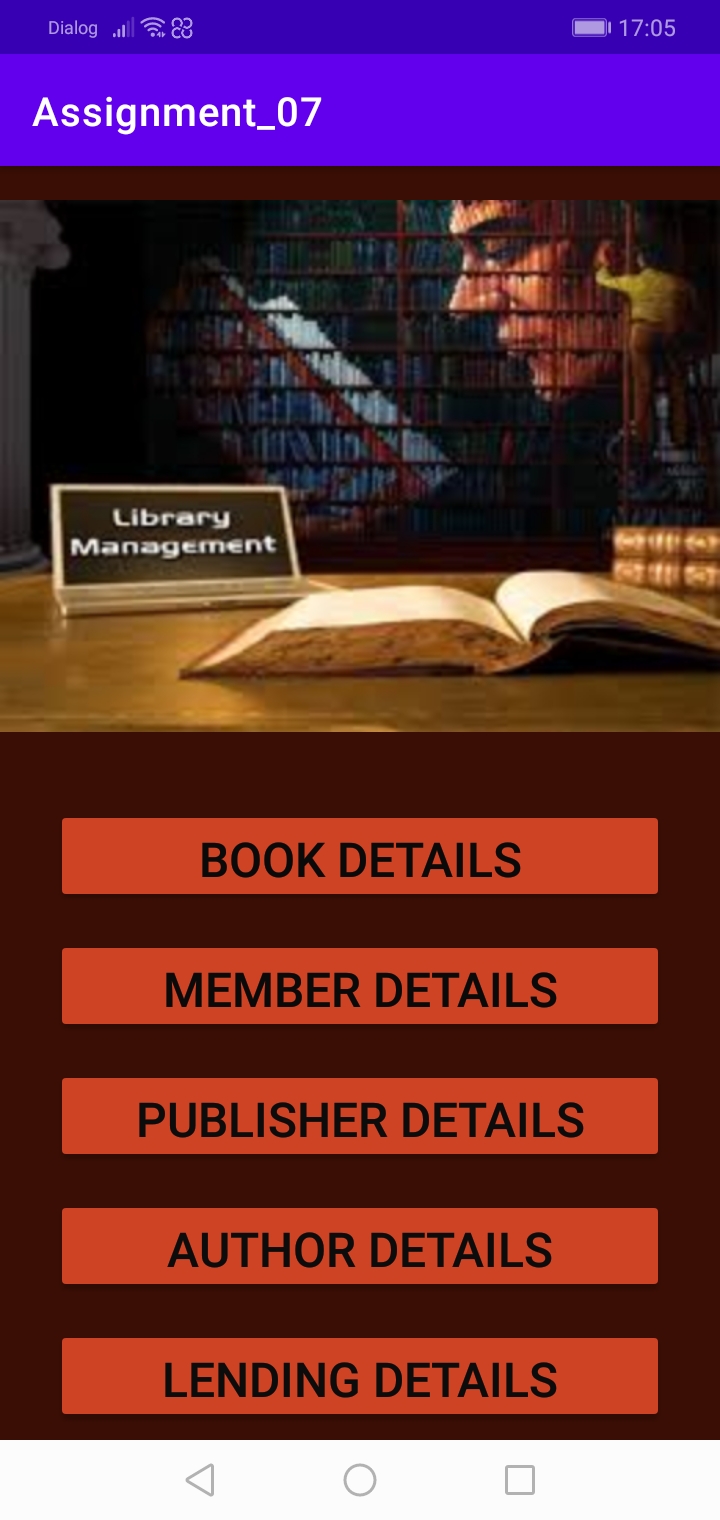 Dialog 17:05
Assignment_07
Library
Management
BOOK DETAILS
MEMBER DETAILS
PUBLISHER DETAILS
AUTHOR DETAILS
LENDING DETAILS